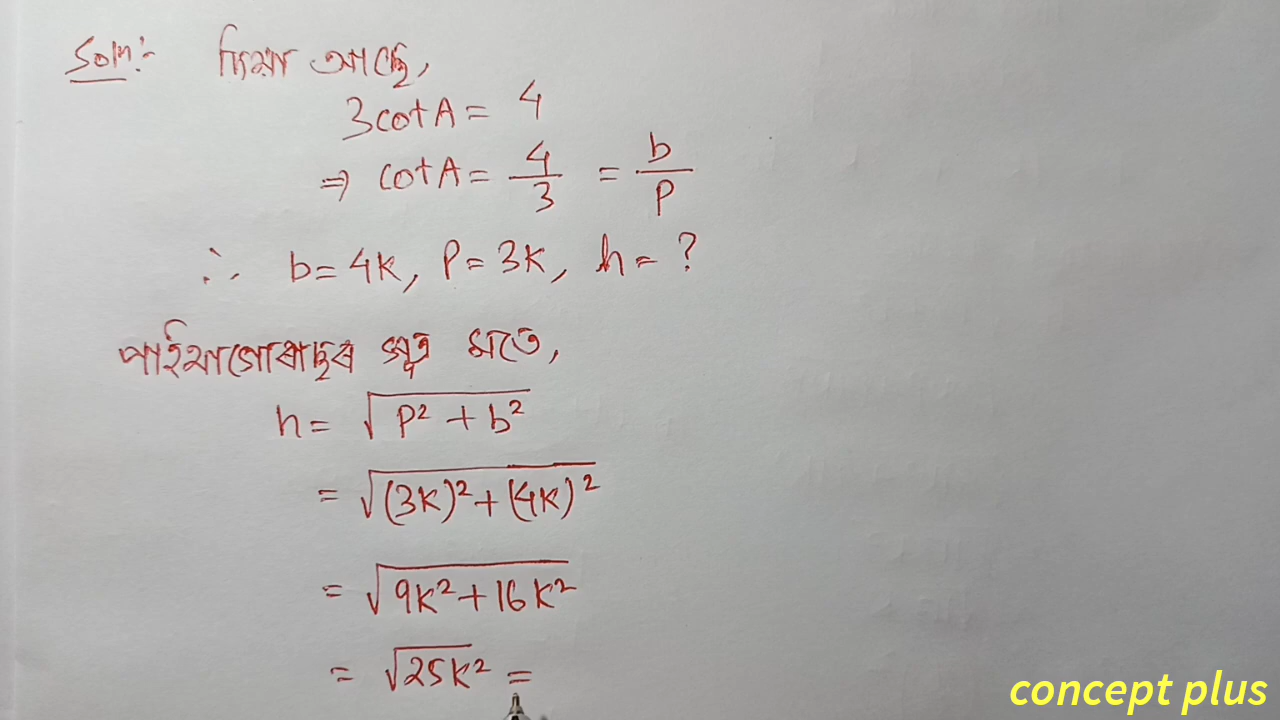 Soln:- দিয়া আছে,
3cotA = 4
⇒ cotA = 4/3 = b/P
∴ b = 4K, P = 3K, h = ?
পাইথাগোৰাছৰ সূত্ৰ মতে,
h = √(P² + b²)
= √((3K)² + (4K)²)
= √(9K² + 16K²)
= √25K² =
concept plus